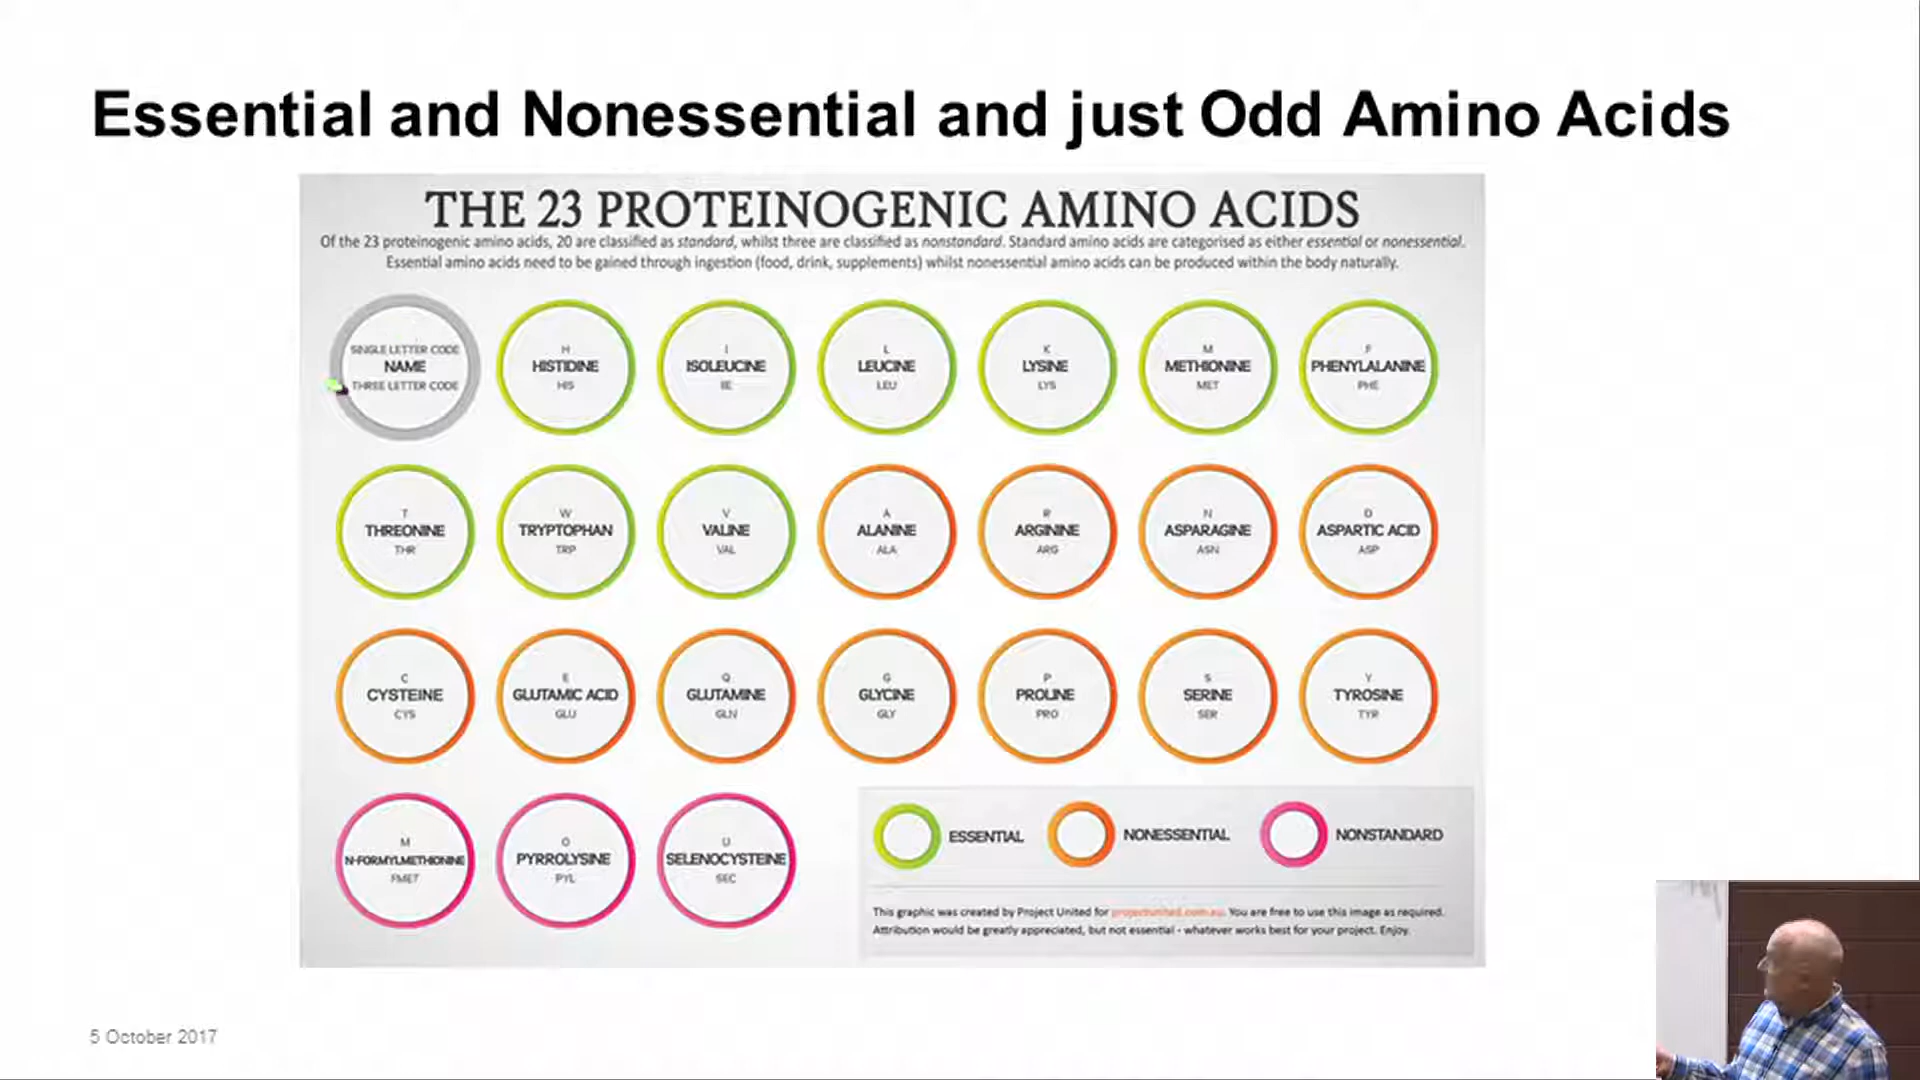 Essential and Nonessential and just Odd Amino Acids
THE 23 PROTEINOGENIC AMINO ACIDS
Of the 23 proteinogenic amino acids, 20 are classified as standard, whilst three are classified as nonstandard. Standard amino acids are categorised as either essential or nonessential.
Essential amino acids need to be gained through ingestion (food, drink, supplements) whilst nonessential amino acids can be produced within the body naturally.
SINGLE LETTER CODE
NAME
THREE LETTER CODE
H
HISTIDINE
HIS
I
ISOLEUCINE
ILE
L
LEUCINE
LEU
K
LYSINE
LYS
M
METHIONINE
MET
F
PHENYLALANINE
PHE
T
THREONINE
THR
W
TRYPTOPHAN
TRP
V
VALINE
VAL
A
ALANINE
ALA
R
ARGININE
ARG
N
ASPARAGINE
ASN
D
ASPARTIC ACID
ASP
C
CYSTEINE
CYS
E
GLUTAMIC ACID
GLU
Q
GLUTAMINE
GLN
G
GLYCINE
GLY
P
PROLINE
PRO
S
SERINE
SER
Y
TYROSINE
TYR
M
N-FORMYLMETHIONINE
FMET
O
PYRROLYSINE
PYL
U
SELENOCYSTEINE
SEC
ESSENTIAL
NONESSENTIAL
NONSTANDARD
This graphic was created by Project United for projectunited.com.au. You are free to use this image as required.
Attribution would be greatly appreciated, but not essential - whatever works best for your project. Enjoy.
5 October 2017